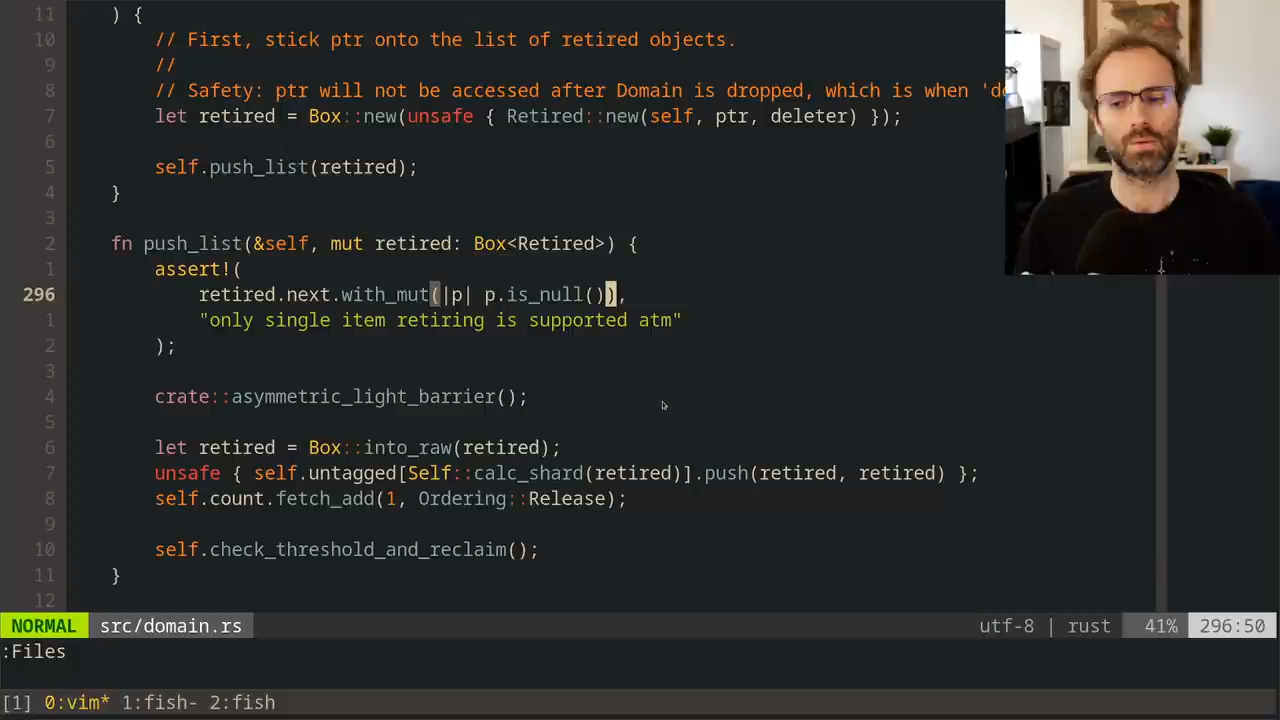 11 ) {
10 // First, stick ptr onto the list of retired objects.
9 //
8 // Safety: ptr will not be accessed after Domain is dropped, which is when 'do
7 let retired = Box::new(unsafe { Retired::new(self, ptr, deleter) });
6
5 self.push_list(retired);
4 }
3
2 fn push_list(&self, mut retired: Box<Retired>) {
1 assert!(
296 retired.next.with_mut(|p| p.is_null()),
1 "only single item retiring is supported atm"
2 );
3
4 crate::asymmetric_light_barrier();
5
6 let retired = Box::into_raw(retired);
7 unsafe { self.untagged[Self::calc_shard(retired)].push(retired, retired) };
8 self.count.fetch_add(1, Ordering::Release);
9
10 self.check_threshold_and_reclaim();
11 }
12
NORMAL src/domain.rs utf-8 | rust 41% 296:50
:Files
[1] 0:vim* 1:fish- 2:fish